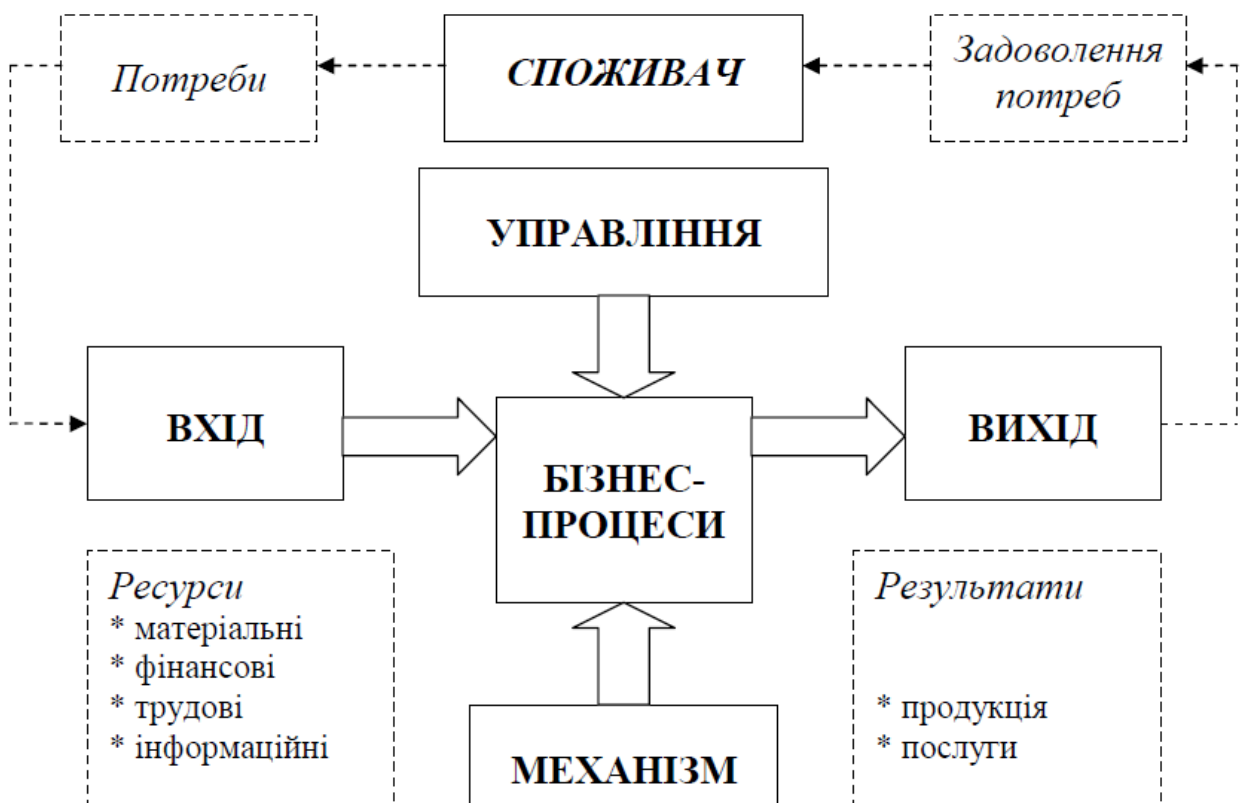 Потреби
СПОЖИВАЧ
Задоволення
потреб
УПРАВЛІННЯ
ВХІД
БІЗНЕС-
ПРОЦЕСИ
ВИХІД
Ресурси
* матеріальні
* фінансові
* трудові
* інформаційні
МЕХАНІЗМ
Результати
* продукція
* послуги